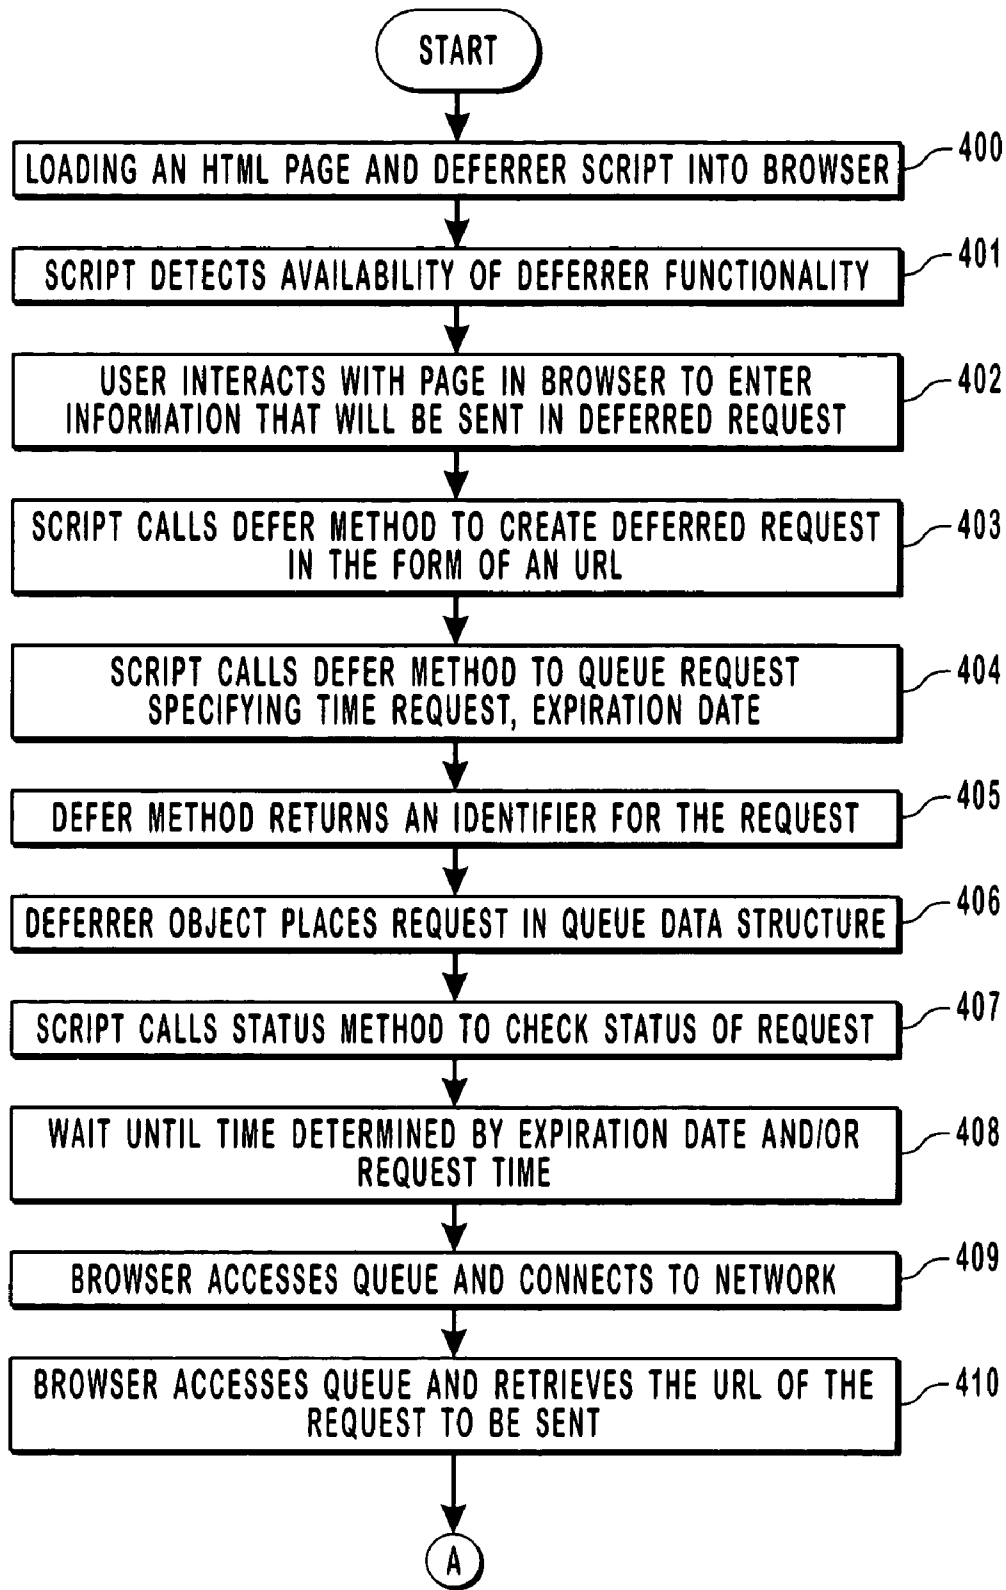 START
LOADING AN HTML PAGE AND DEFERRER SCRIPT INTO BROWSER
400
SCRIPT DETECTS AVAILABILITY OF DEFERRER FUNCTIONALITY
401
USER INTERACTS WITH PAGE IN BROWSER TO ENTER
INFORMATION THAT WILL BE SENT IN DEFERRED REQUEST
402
SCRIPT CALLS DEFER METHOD TO CREATE DEFERRED REQUEST
IN THE FORM OF AN URL
403
SCRIPT CALLS DEFER METHOD TO QUEUE REQUEST
SPECIFYING TIME REQUEST, EXPIRATION DATE
404
DEFER METHOD RETURNS AN IDENTIFIER FOR THE REQUEST
405
DEFERRER OBJECT PLACES REQUEST IN QUEUE DATA STRUCTURE
406
SCRIPT CALLS STATUS METHOD TO CHECK STATUS OF REQUEST
407
WAIT UNTIL TIME DETERMINED BY EXPIRATION DATE AND/OR
REQUEST TIME
408
BROWSER ACCESSES QUEUE AND CONNECTS TO NETWORK
409
BROWSER ACCESSES QUEUE AND RETRIEVES THE URL OF THE
REQUEST TO BE SENT
410
A